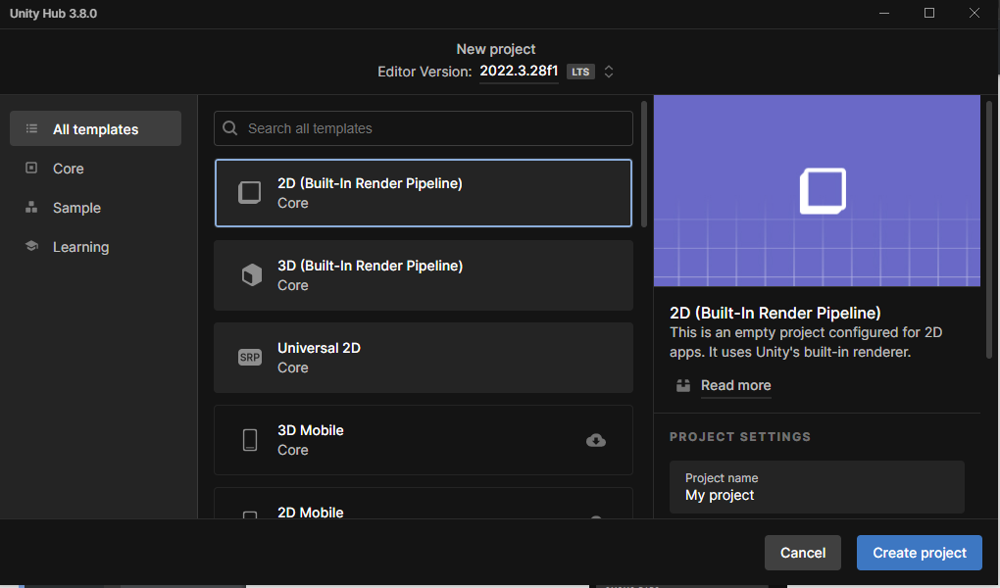 Unity Hub 3.8.0
New project
Editor Version: 2022.3.28f1 LTS
All templates
Core
Sample
Learning
Search all templates
2D (Built-In Render Pipeline)
Core
3D (Built-In Render Pipeline)
Core
SRP
Universal 2D
Core
3D Mobile
Core
2D Mobile
2D (Built-In Render Pipeline)
This is an empty project configured for 2D
apps. It uses Unity's built-in renderer.
Read more
PROJECT SETTINGS
Project name
My project
Cancel
Create project